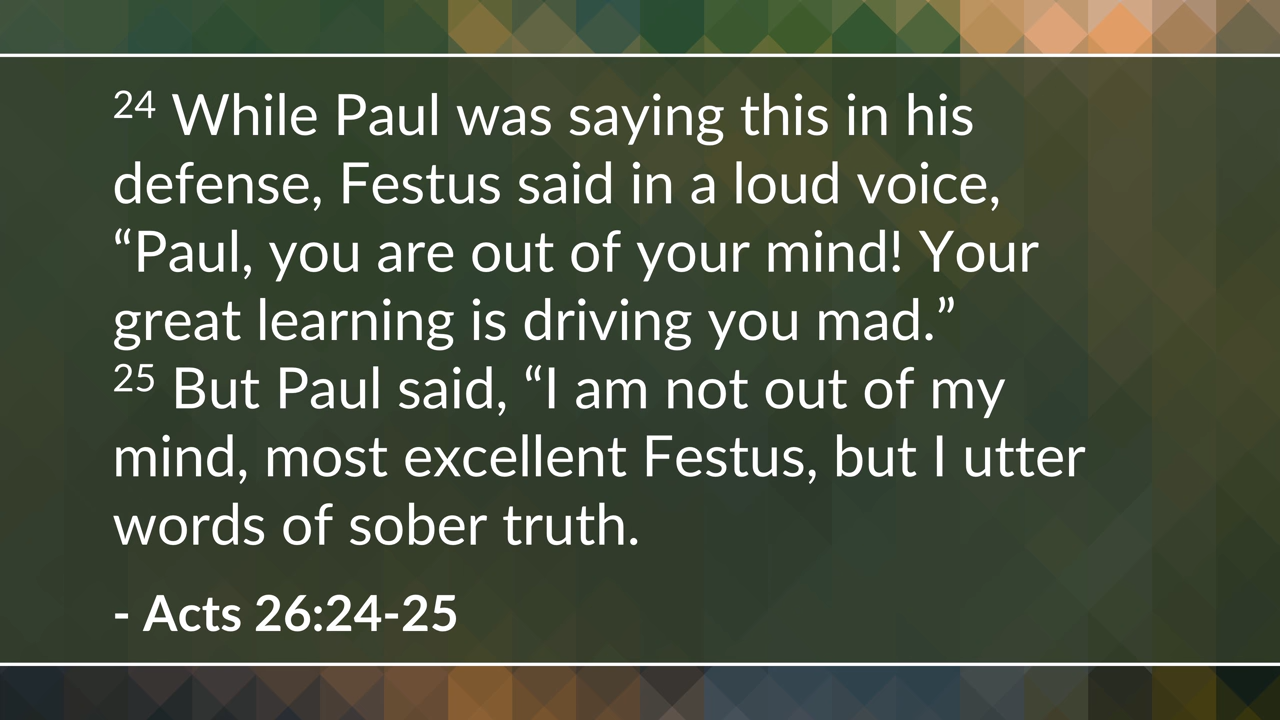 24 While Paul was saying this in his
defense, Festus said in a loud voice,
“Paul, you are out of your mind! Your
great learning is driving you mad.”
25 But Paul said, “I am not out of my
mind, most excellent Festus, but I utter
words of sober truth.
- Acts 26:24-25